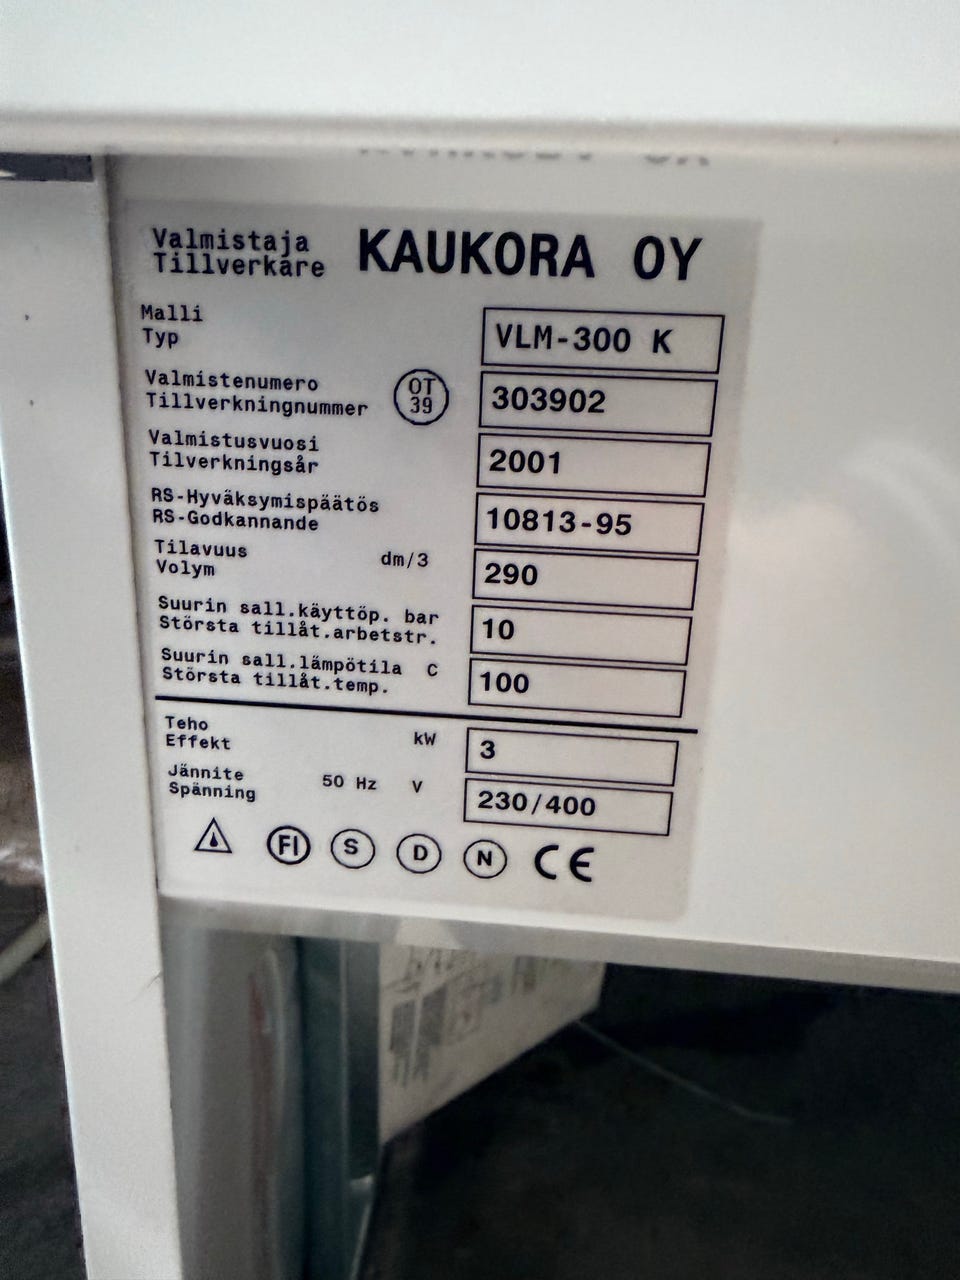 Valmistaja
Tillverkare
KAUKORA OY
Malli
Typ
VLM-300 K
Valmistenumero
Tillverkningnummer
OT
39
303902
Valmistusvuosi
Tilverkningsår
2001
RS-Hyväksymispäätös
RS-Godkannande
10813-95
Tilavuus
Volym
dm/3
290
Suurin sall.käyttöp. bar
Största tillåt.arbetstr.
10
Suurin sall.lämpötila C
Största tillåt.temp.
100
Teho
Effekt
kW
3
Jännite
Spänning
50 Hz V
230/400
FI S D N CE